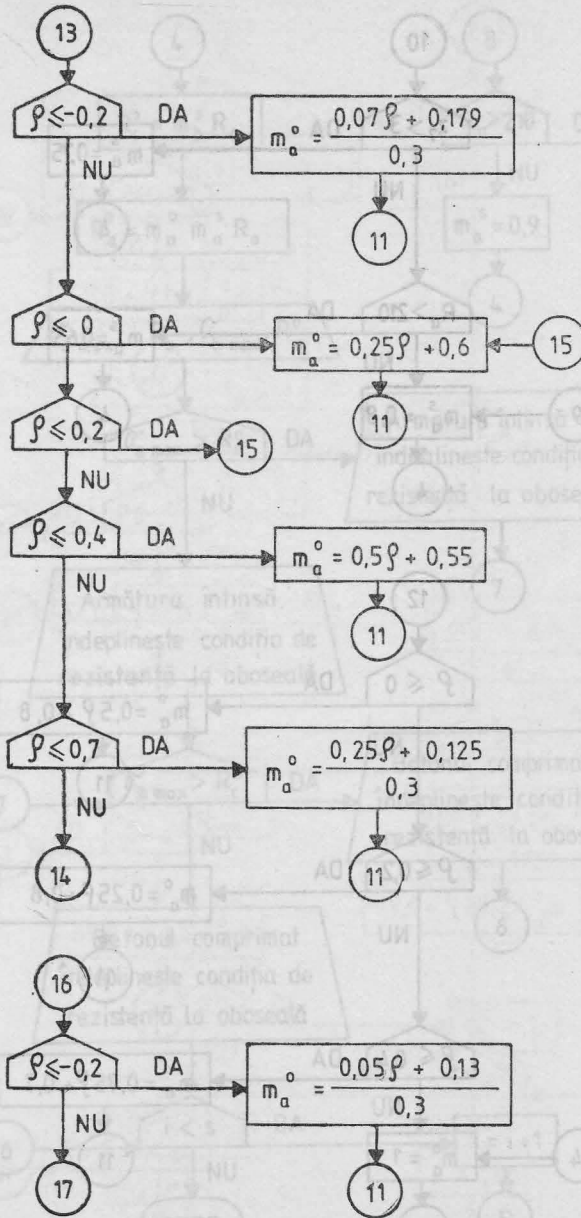 13
ρ ≤ -0,2 DA
m_a^o = (0,07ρ + 0,179) / 0,3
NU
11
ρ ≤ 0 DA
m_a^o = 0,25ρ + 0,6
15
11
ρ ≤ 0,2 DA
15
NU
ρ ≤ 0,4 DA
m_a^o = 0,5ρ + 0,55
NU
11
ρ ≤ 0,7 DA
m_a^o = (0,25ρ + 0,125) / 0,3
NU
14
11
16
ρ ≤ -0,2 DA
m_a^o = (0,05ρ + 0,13) / 0,3
NU
17
11